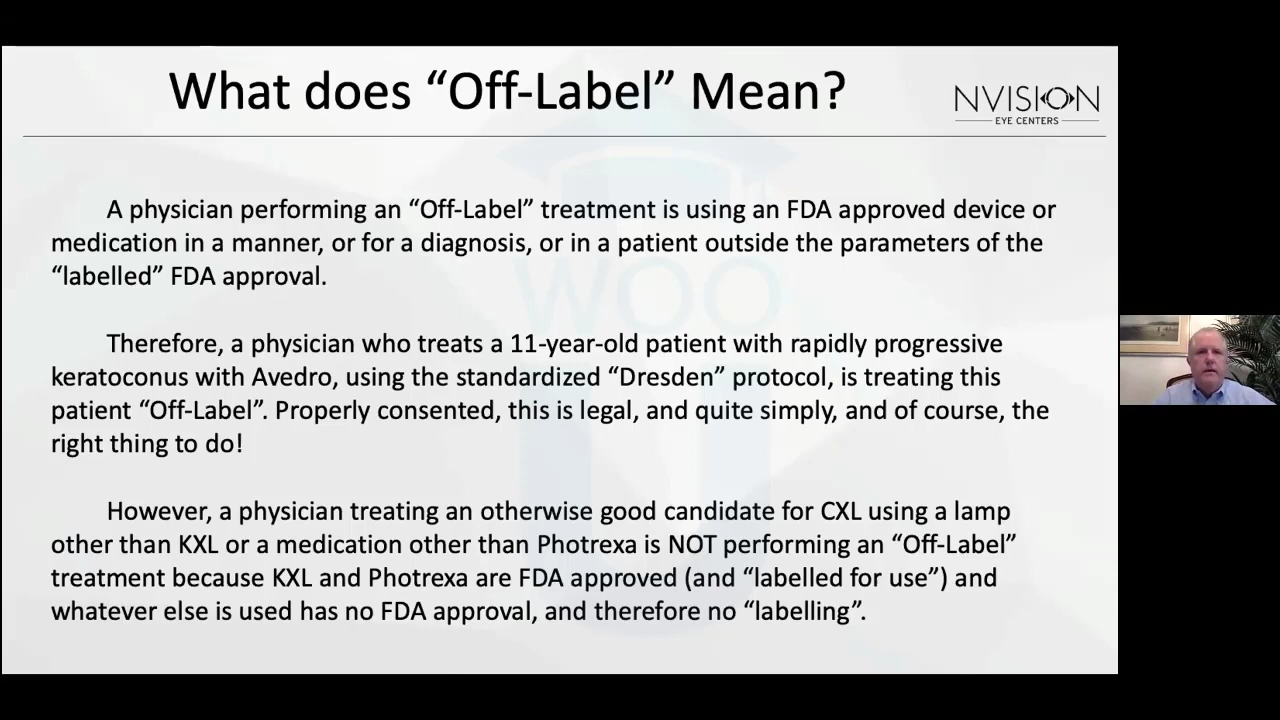 What does “Off-Label” Mean?
NVISION
EYE CENTERS
A physician performing an “Off-Label” treatment is using an FDA approved device or
medication in a manner, or for a diagnosis, or in a patient outside the parameters of the
“labelled” FDA approval.
Therefore, a physician who treats a 11-year-old patient with rapidly progressive
keratoconus with Avedro, using the standardized “Dresden” protocol, is treating this
patient “Off-Label”. Properly consented, this is legal, and quite simply, and of course, the
right thing to do!
However, a physician treating an otherwise good candidate for CXL using a lamp
other than KXL or a medication other than Photrexa is NOT performing an “Off-Label”
treatment because KXL and Photrexa are FDA approved (and “labelled for use”) and
whatever else is used has no FDA approval, and therefore no “labelling”.
WOO